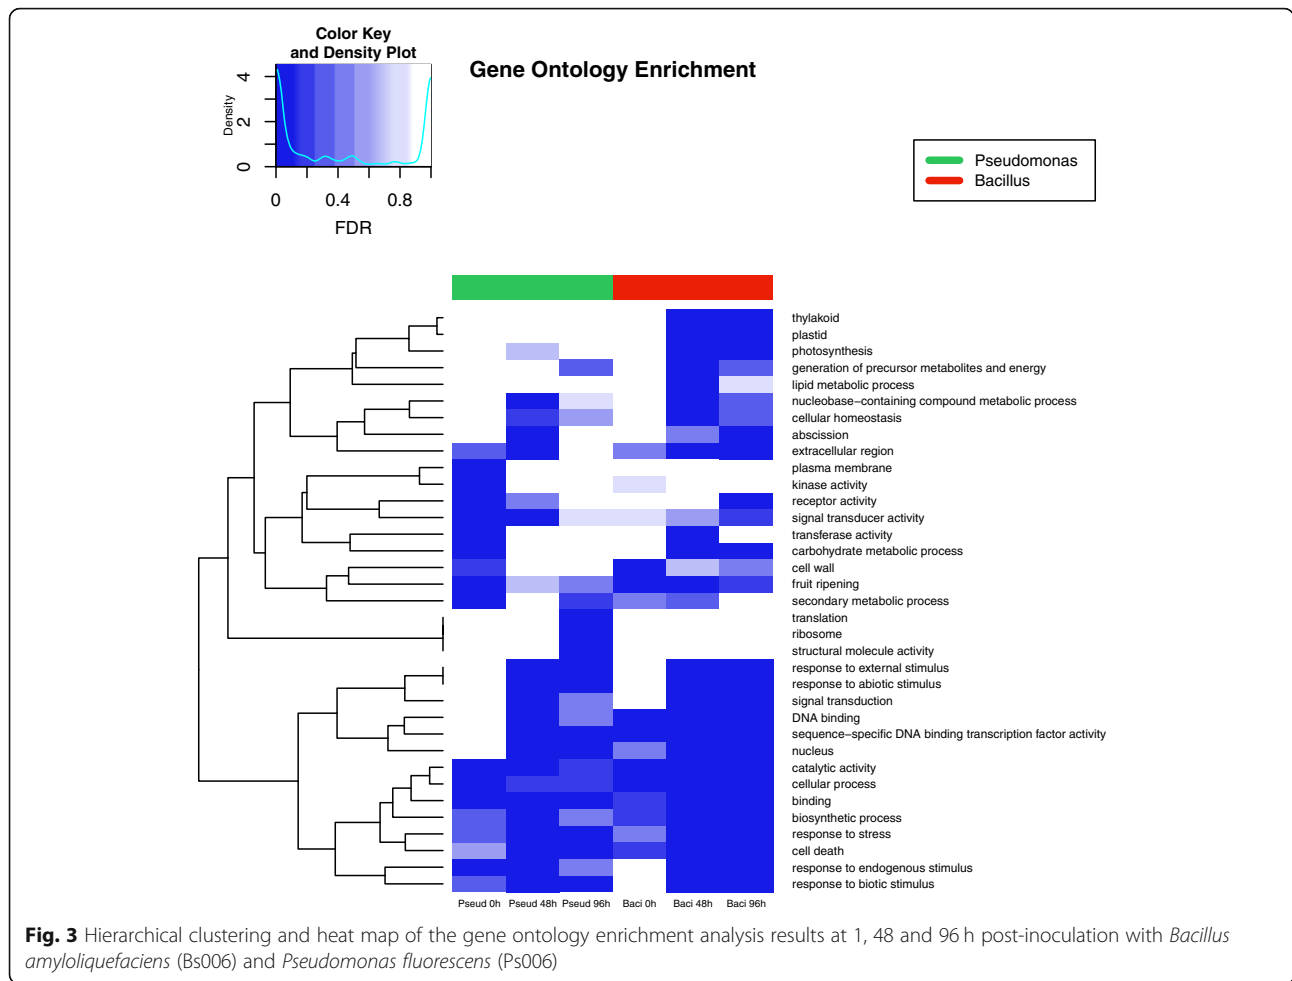 Color Key
and Density Plot
Density
0
2
4
0
0.4
0.8
FDR
Gene Ontology Enrichment
Pseudomonas
Bacillus
thylakoid
plastid
photosynthesis
generation of precursor metabolites and energy
lipid metabolic process
nucleobase−containing compound metabolic process
cellular homeostasis
abscission
extracellular region
plasma membrane
kinase activity
receptor activity
signal transducer activity
transferase activity
carbohydrate metabolic process
cell wall
fruit ripening
secondary metabolic process
translation
ribosome
structural molecule activity
response to external stimulus
response to abiotic stimulus
signal transduction
DNA binding
sequence−specific DNA binding transcription factor activity
nucleus
catalytic activity
cellular process
binding
biosynthetic process
response to stress
cell death
response to endogenous stimulus
response to biotic stimulus
Pseud 0h Pseud 48h Pseud 96h Baci 0h Baci 48h Baci 96h
Fig. 3 Hierarchical clustering and heat map of the gene ontology enrichment analysis results at 1, 48 and 96 h post-inoculation with Bacillus
amyloliquefaciens (Bs006) and Pseudomonas fluorescens (Ps006)